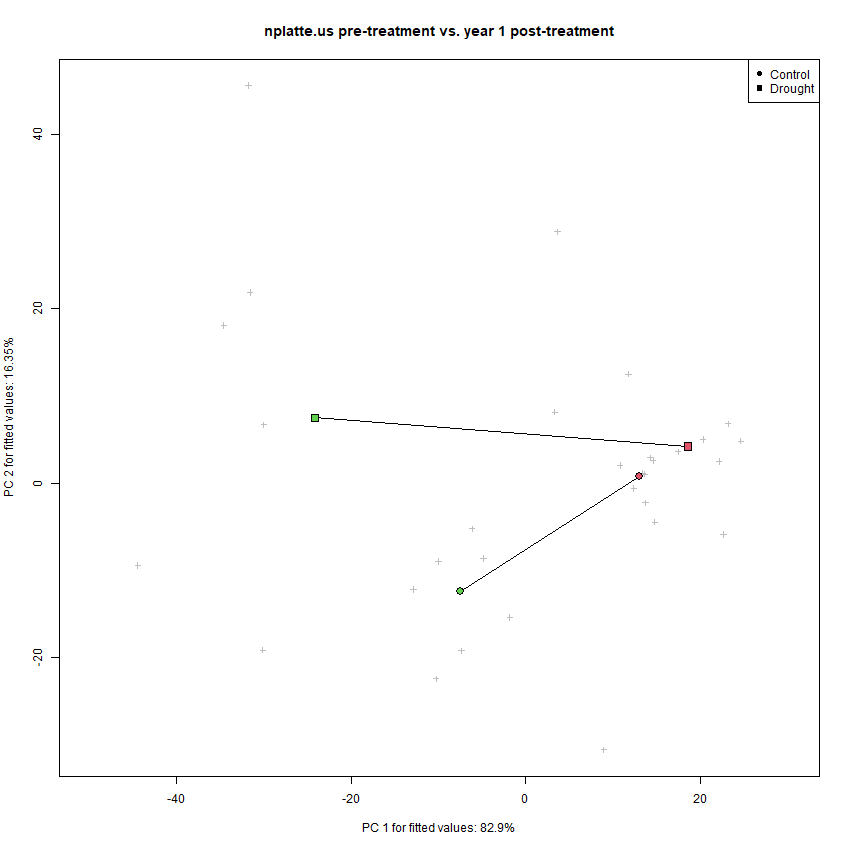 nplatte.us pre-treatment vs. year 1 post-treatment
Control
Drought
40
20
0
-20
PC 2 for fitted values: 16.35%
-40
-20
0
20
PC 1 for fitted values: 82.9%